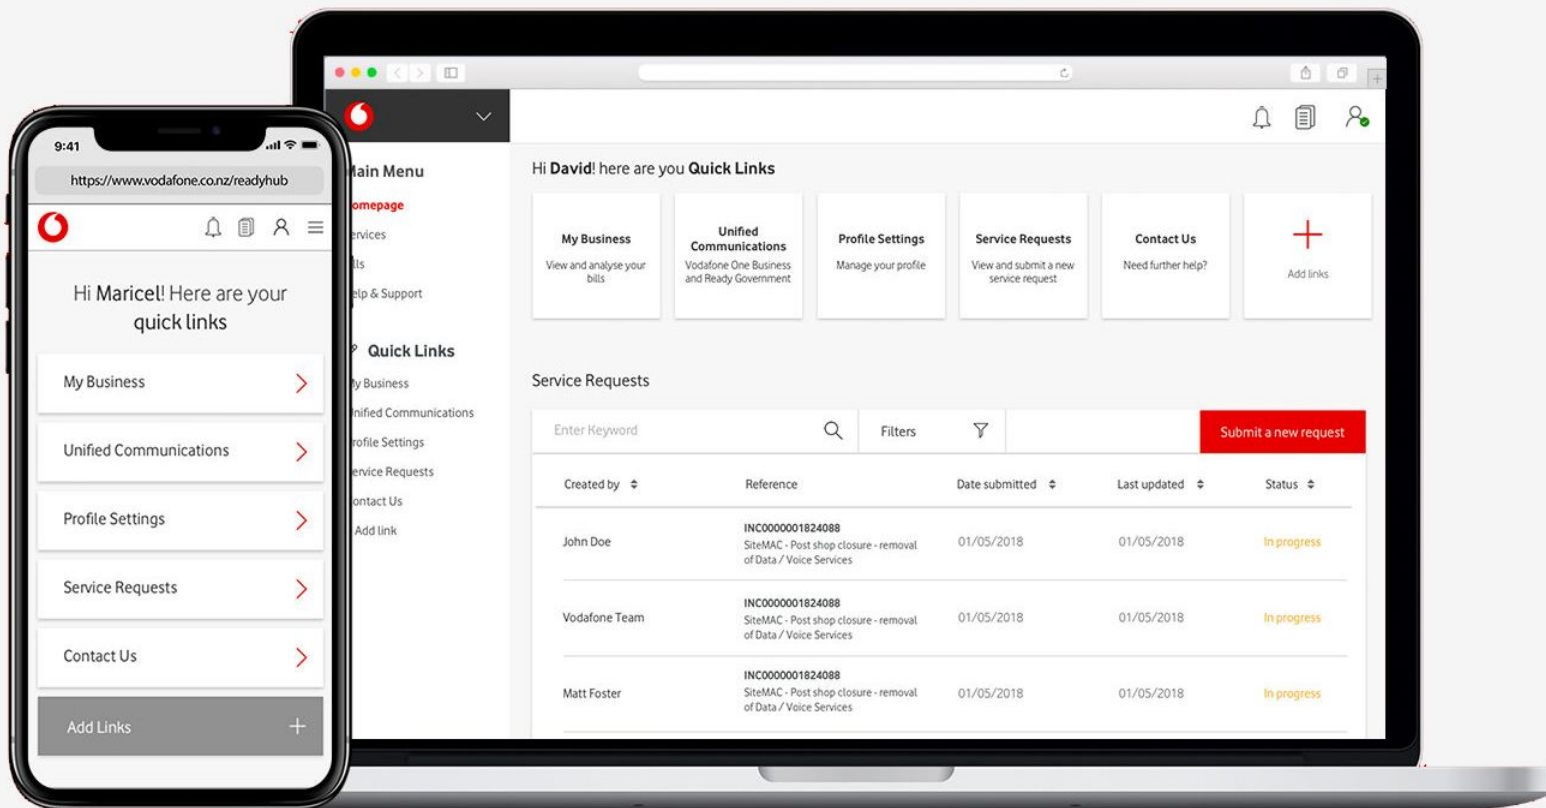 9:41
https://www.vodafone.co.nz/readyhub
Hi Maricel! Here are your
quick links
My Business
Unified Communications
Profile Settings
Service Requests
Contact Us
Add Links
Main Menu
omepage
ervices
lls
elp & Support
Quick Links
y Business
nified Communications
rofile Settings
ervice Requests
ontact Us
Add link
Hi David! here are you Quick Links
My Business
View and analyse your
bills
Unified
Communications
Vodafone One Business
and Ready Government
Profile Settings
Manage your profile
Service Requests
View and submit a new
service request
Contact Us
Need further help?
Add links
Service Requests
Enter Keyword
Filters
Submit a new request
Created by Reference Date submitted Last updated Status
INC0000001824088
John Doe SiteMAC - Post shop closure - removal 01/05/2018 01/05/2018 In progress
of Data / Voice Services
INC0000001824088
Vodafone Team SiteMAC - Post shop closure - removal 01/05/2018 01/05/2018 In progress
of Data / Voice Services
INC0000001824088
Matt Foster SiteMAC - Post shop closure - removal 01/05/2018 01/05/2018 In progress
of Data / Voice Services